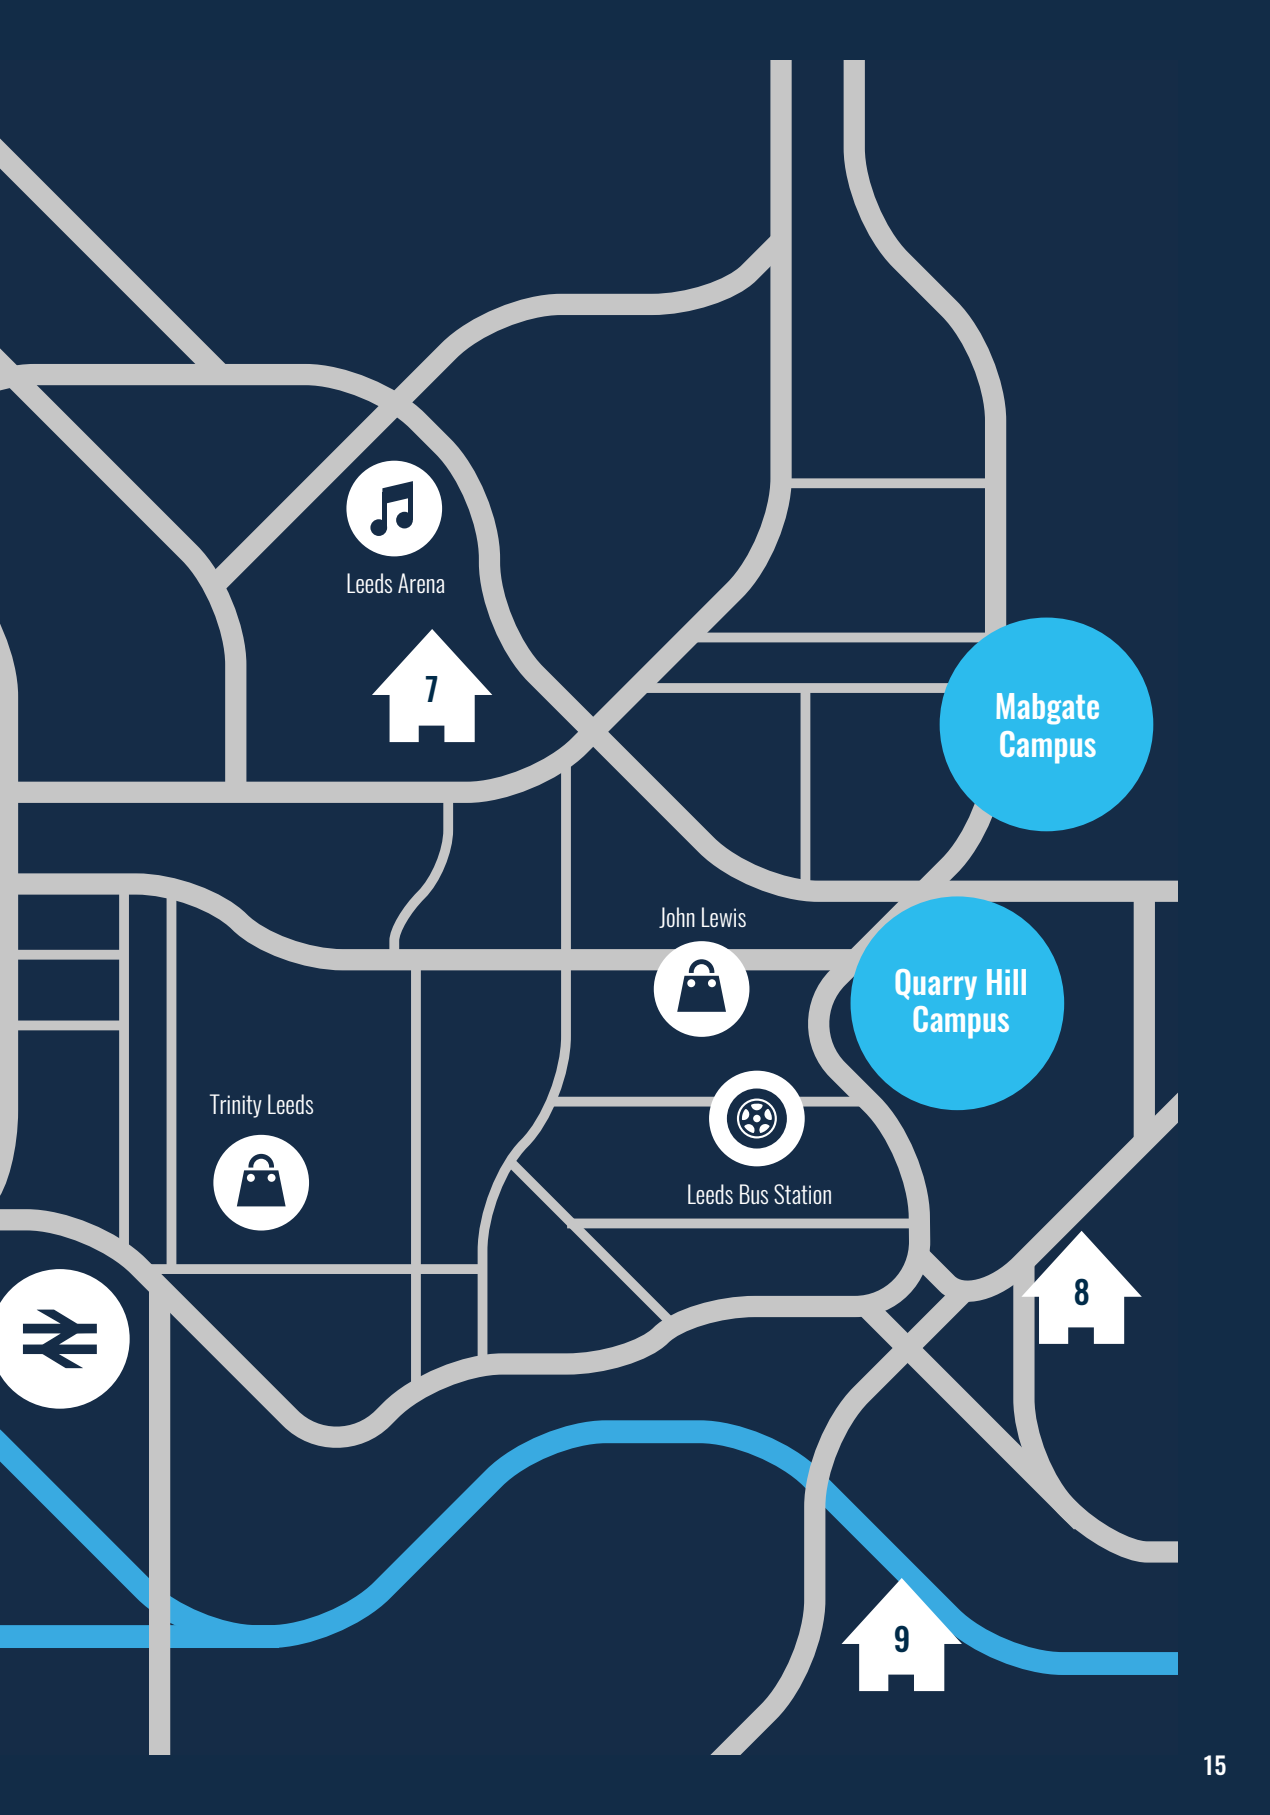 Leeds Arena
7
Mabgate
Campus
John Lewis
Quarry Hill
Campus
Trinity Leeds
Leeds Bus Station
8
9
15